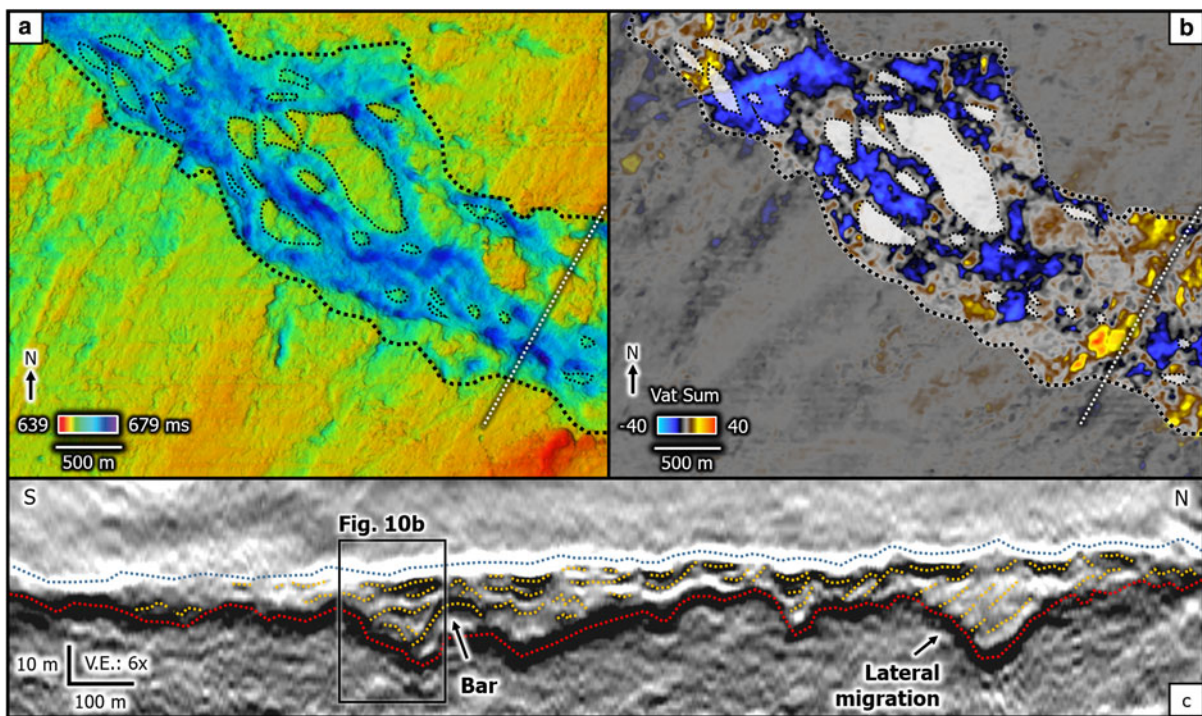 a
N
639 679 ms
500 m
b
N
Vat Sum
-40 40
500 m
S
N
Fig. 10b
10 m
V.E.: 6x
100 m
Bar
Lateral
migration
c